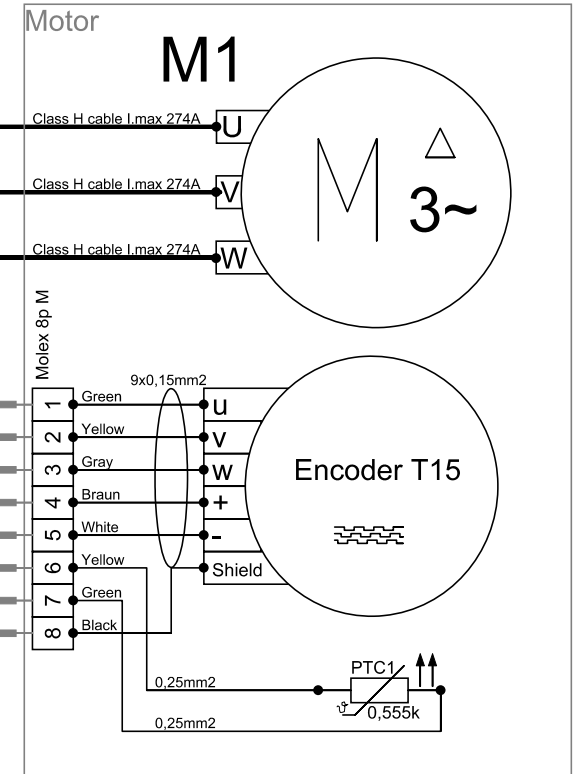 Motor
M1
Class H cable I.max 274A
U
Class H cable I.max 274A
V
Class H cable I.max 274A
W
M
3~
Molex 8p M
9x0,15mm2
1 Green u
2 Yellow v
3 Gray w
4 Braun +
5 White -
6 Yellow Shield
7 Green
8 Black
Encoder T15
PTC1
0,25mm2
ϑ 0,555k
0,25mm2